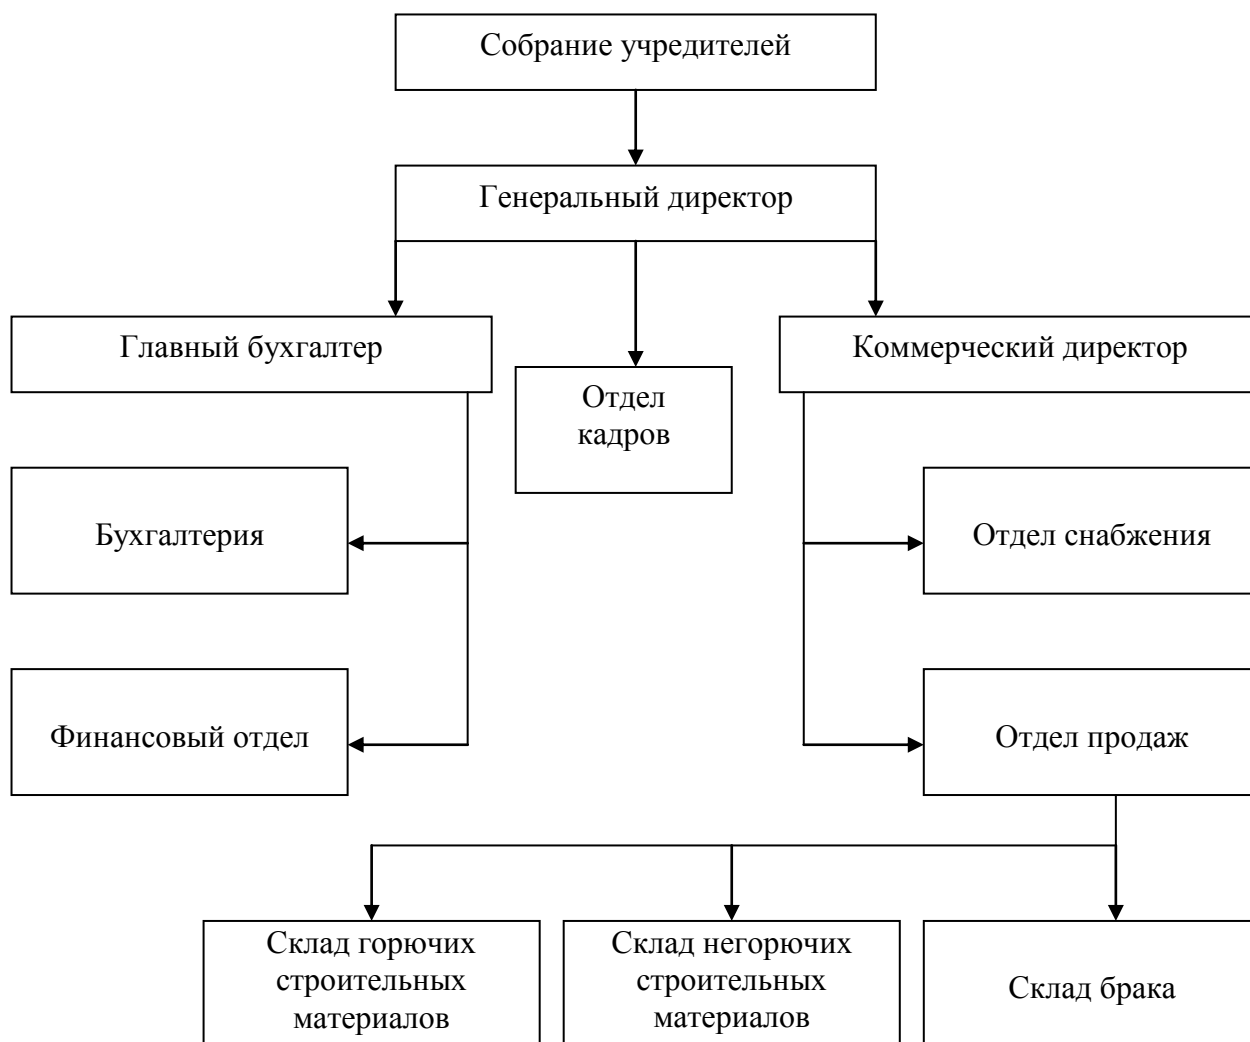 Собрание учредителей
Генеральный директор
Главный бухгалтер
Коммерческий директор
Отдел
кадров
Бухгалтерия
Отдел снабжения
Финансовый отдел
Отдел продаж
Склад горючих
строительных
материалов
Склад негорючих
строительных
материалов
Склад брака